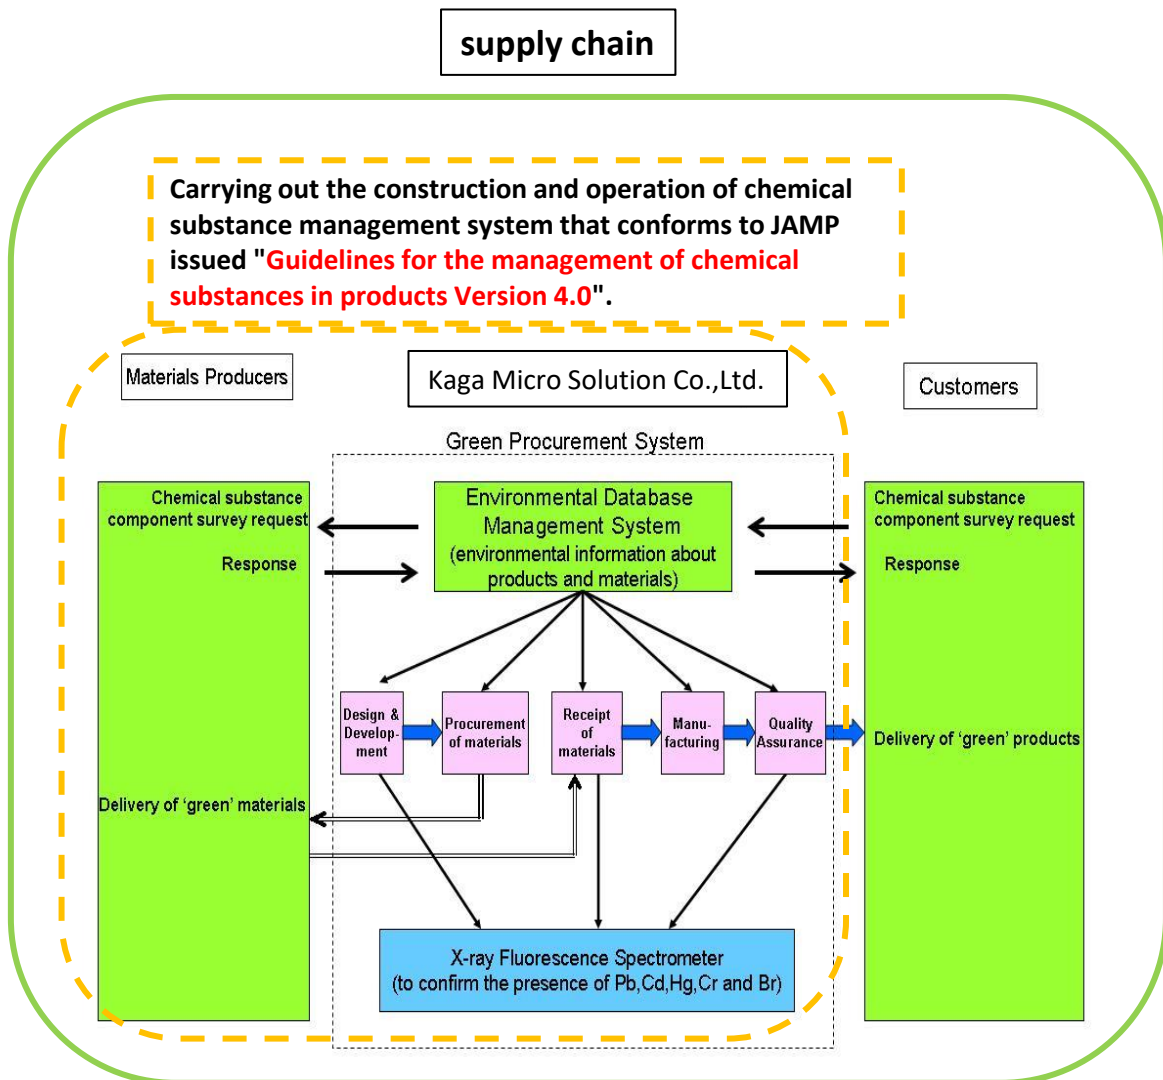 supply chain
Carrying out the construction and operation of chemical
substance management system that conforms to JAMP
issued "Guidelines for the management of chemical
substances in products Version 4.0".
Materials Producers
Kaga Micro Solution Co.,Ltd.
Customers
Green Procurement System
Chemical substance
component survey request
Response
Environmental Database
Management System
(environmental information about
products and materials)
Chemical substance
component survey request
Response
Design &
Develop-
ment
Procurement
of materials
Receipt
of
materials
Manu-
facturing
Quality
Assurance
Delivery of ‘green’ products
Delivery of ‘green’ materials
X-ray Fluorescence Spectrometer
(to confirm the presence of Pb,Cd,Hg,Cr and Br)